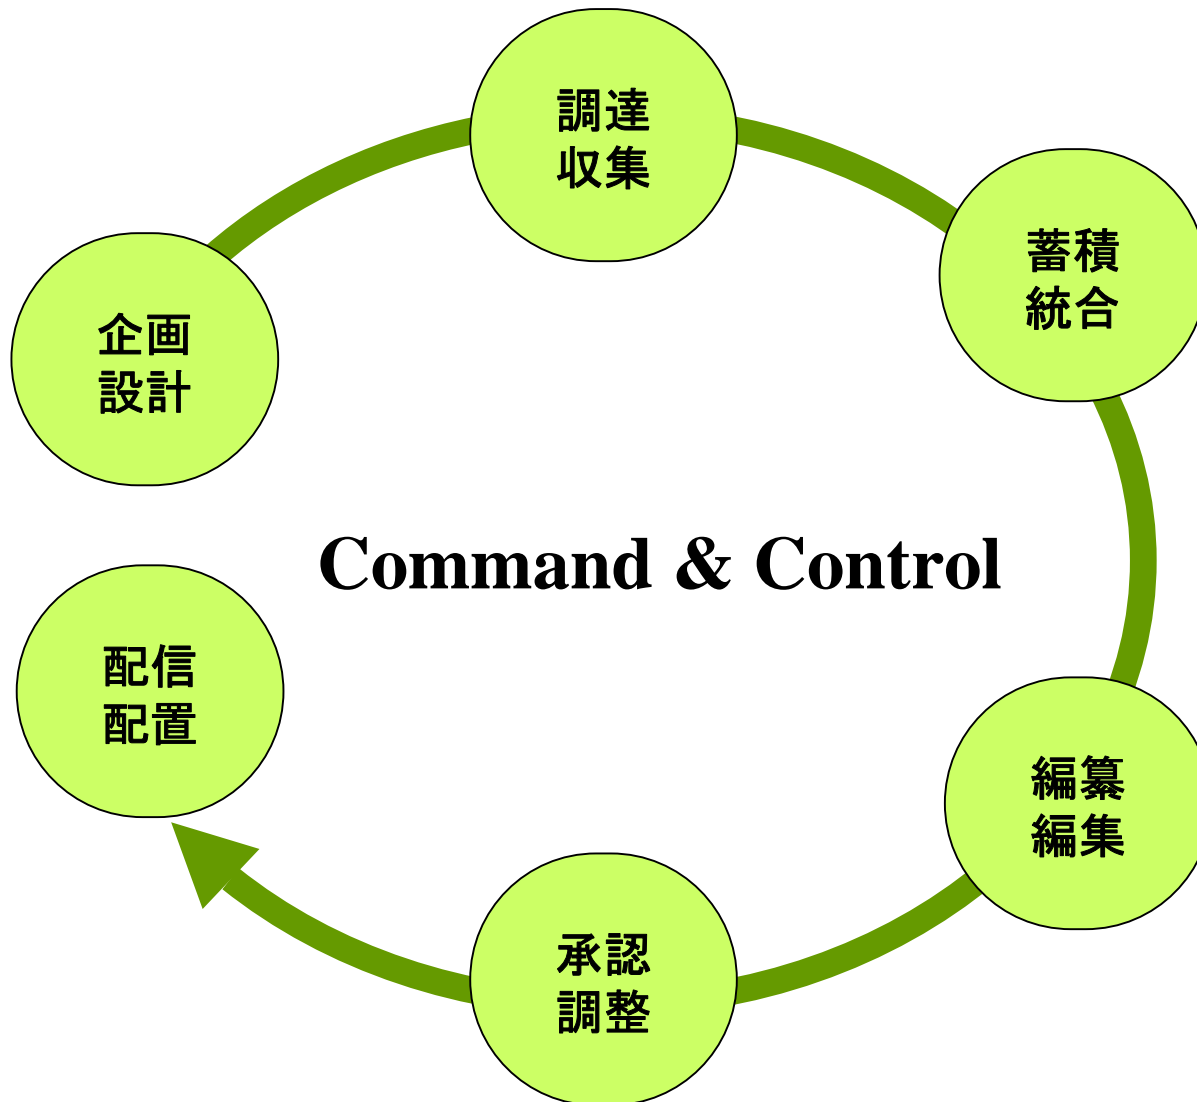 調達
収集
蓄積
統合
企画
設計
Command & Control
配信
配置
編纂
編集
承認
調整